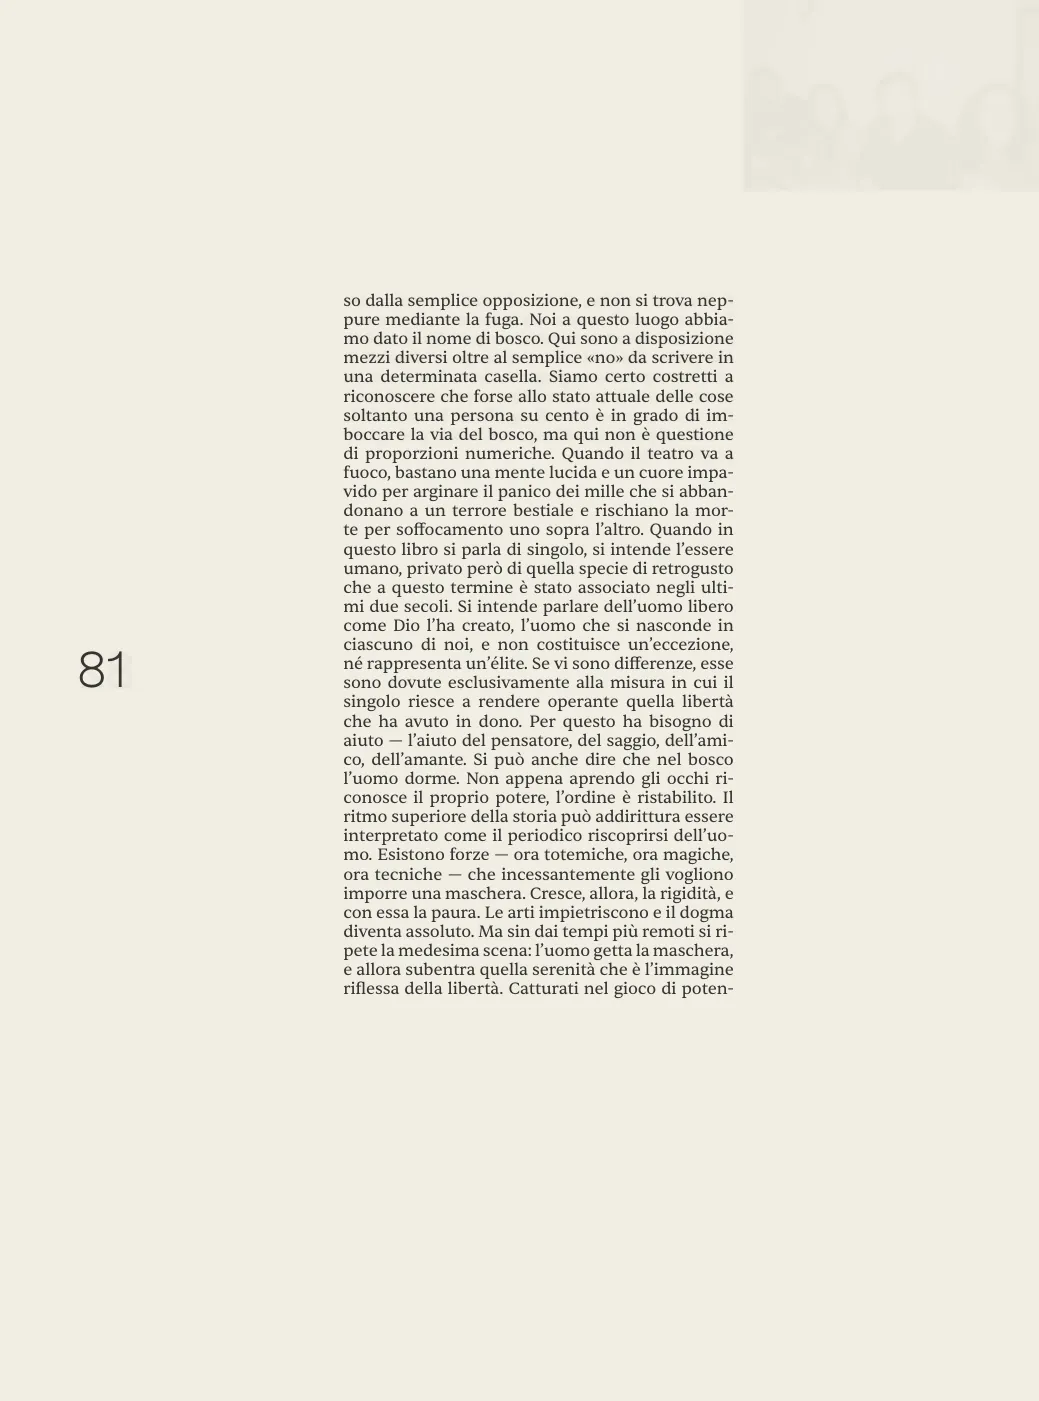 so dalla semplice opposizione, e non si trova nep-
pure mediante la fuga. Noi a questo luogo abbia-
mo dato il nome di bosco. Qui sono a disposizione
mezzi diversi oltre al semplice «no» da scrivere in
una determinata casella. Siamo certo costretti a
riconoscere che forse allo stato attuale delle cose
soltanto una persona su cento è in grado di im-
boccare la via del bosco, ma qui non è questione
di proporzioni numeriche. Quando il teatro va a
fuoco, bastano una mente lucida e un cuore impa-
vido per arginare il panico dei mille che si abban-
donano a un terrore bestiale e rischiano la mor-
te per soffocamento uno sopra l’altro. Quando in
questo libro si parla di singolo, si intende l’essere
umano, privato però di quella specie di retrogusto
che a questo termine è stato associato negli ulti-
mi due secoli. Si intende parlare dell’uomo libero
come Dio l’ha creato, l’uomo che si nasconde in
ciascuno di noi, e non costituisce un’eccezione,
né rappresenta un’élite. Se vi sono differenze, esse
sono dovute esclusivamente alla misura in cui il
singolo riesce a rendere operante quella libertà
che ha avuto in dono. Per questo ha bisogno di
aiuto — l’aiuto del pensatore, del saggio, dell’ami-
co, dell’amante. Si può anche dire che nel bosco
l’uomo dorme. Non appena aprendo gli occhi ri-
conosce il proprio potere, l’ordine è ristabilito. Il
ritmo superiore della storia può addirittura essere
interpretato come il periodico riscoprirsi dell’uo-
mo. Esistono forze — ora totemiche, ora magiche,
ora tecniche — che incessantemente gli vogliono
imporre una maschera. Cresce, allora, la rigidità, e
con essa la paura. Le arti impietriscono e il dogma
diventa assoluto. Ma sin dai tempi più remoti si ri-
pete la medesima scena: l’uomo getta la maschera,
e allora subentra quella serenità che è l’immagine
riflessa della libertà. Catturati nel gioco di poten-
81